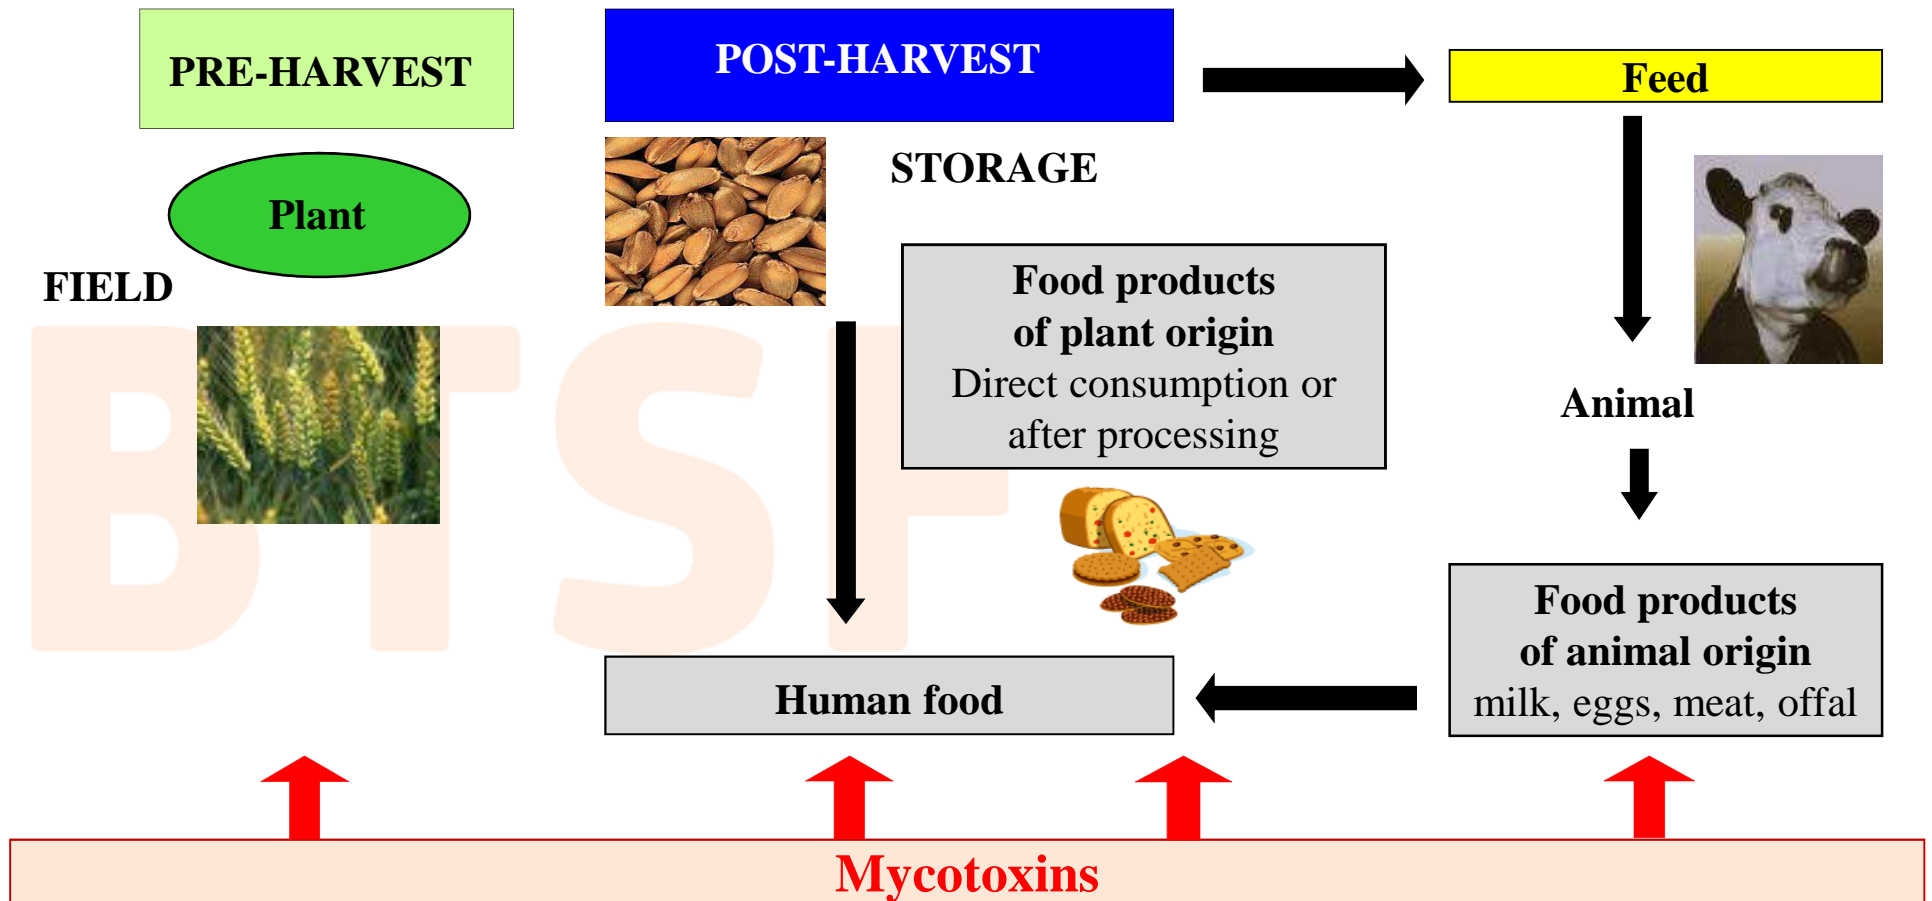 PRE-HARVEST
POST-HARVEST
Feed
Plant
STORAGE
FIELD
Food products
of plant origin
Direct consumption or
after processing
Animal
Food products
of animal origin
milk, eggs, meat, offal
Human food
Mycotoxins
BTSF